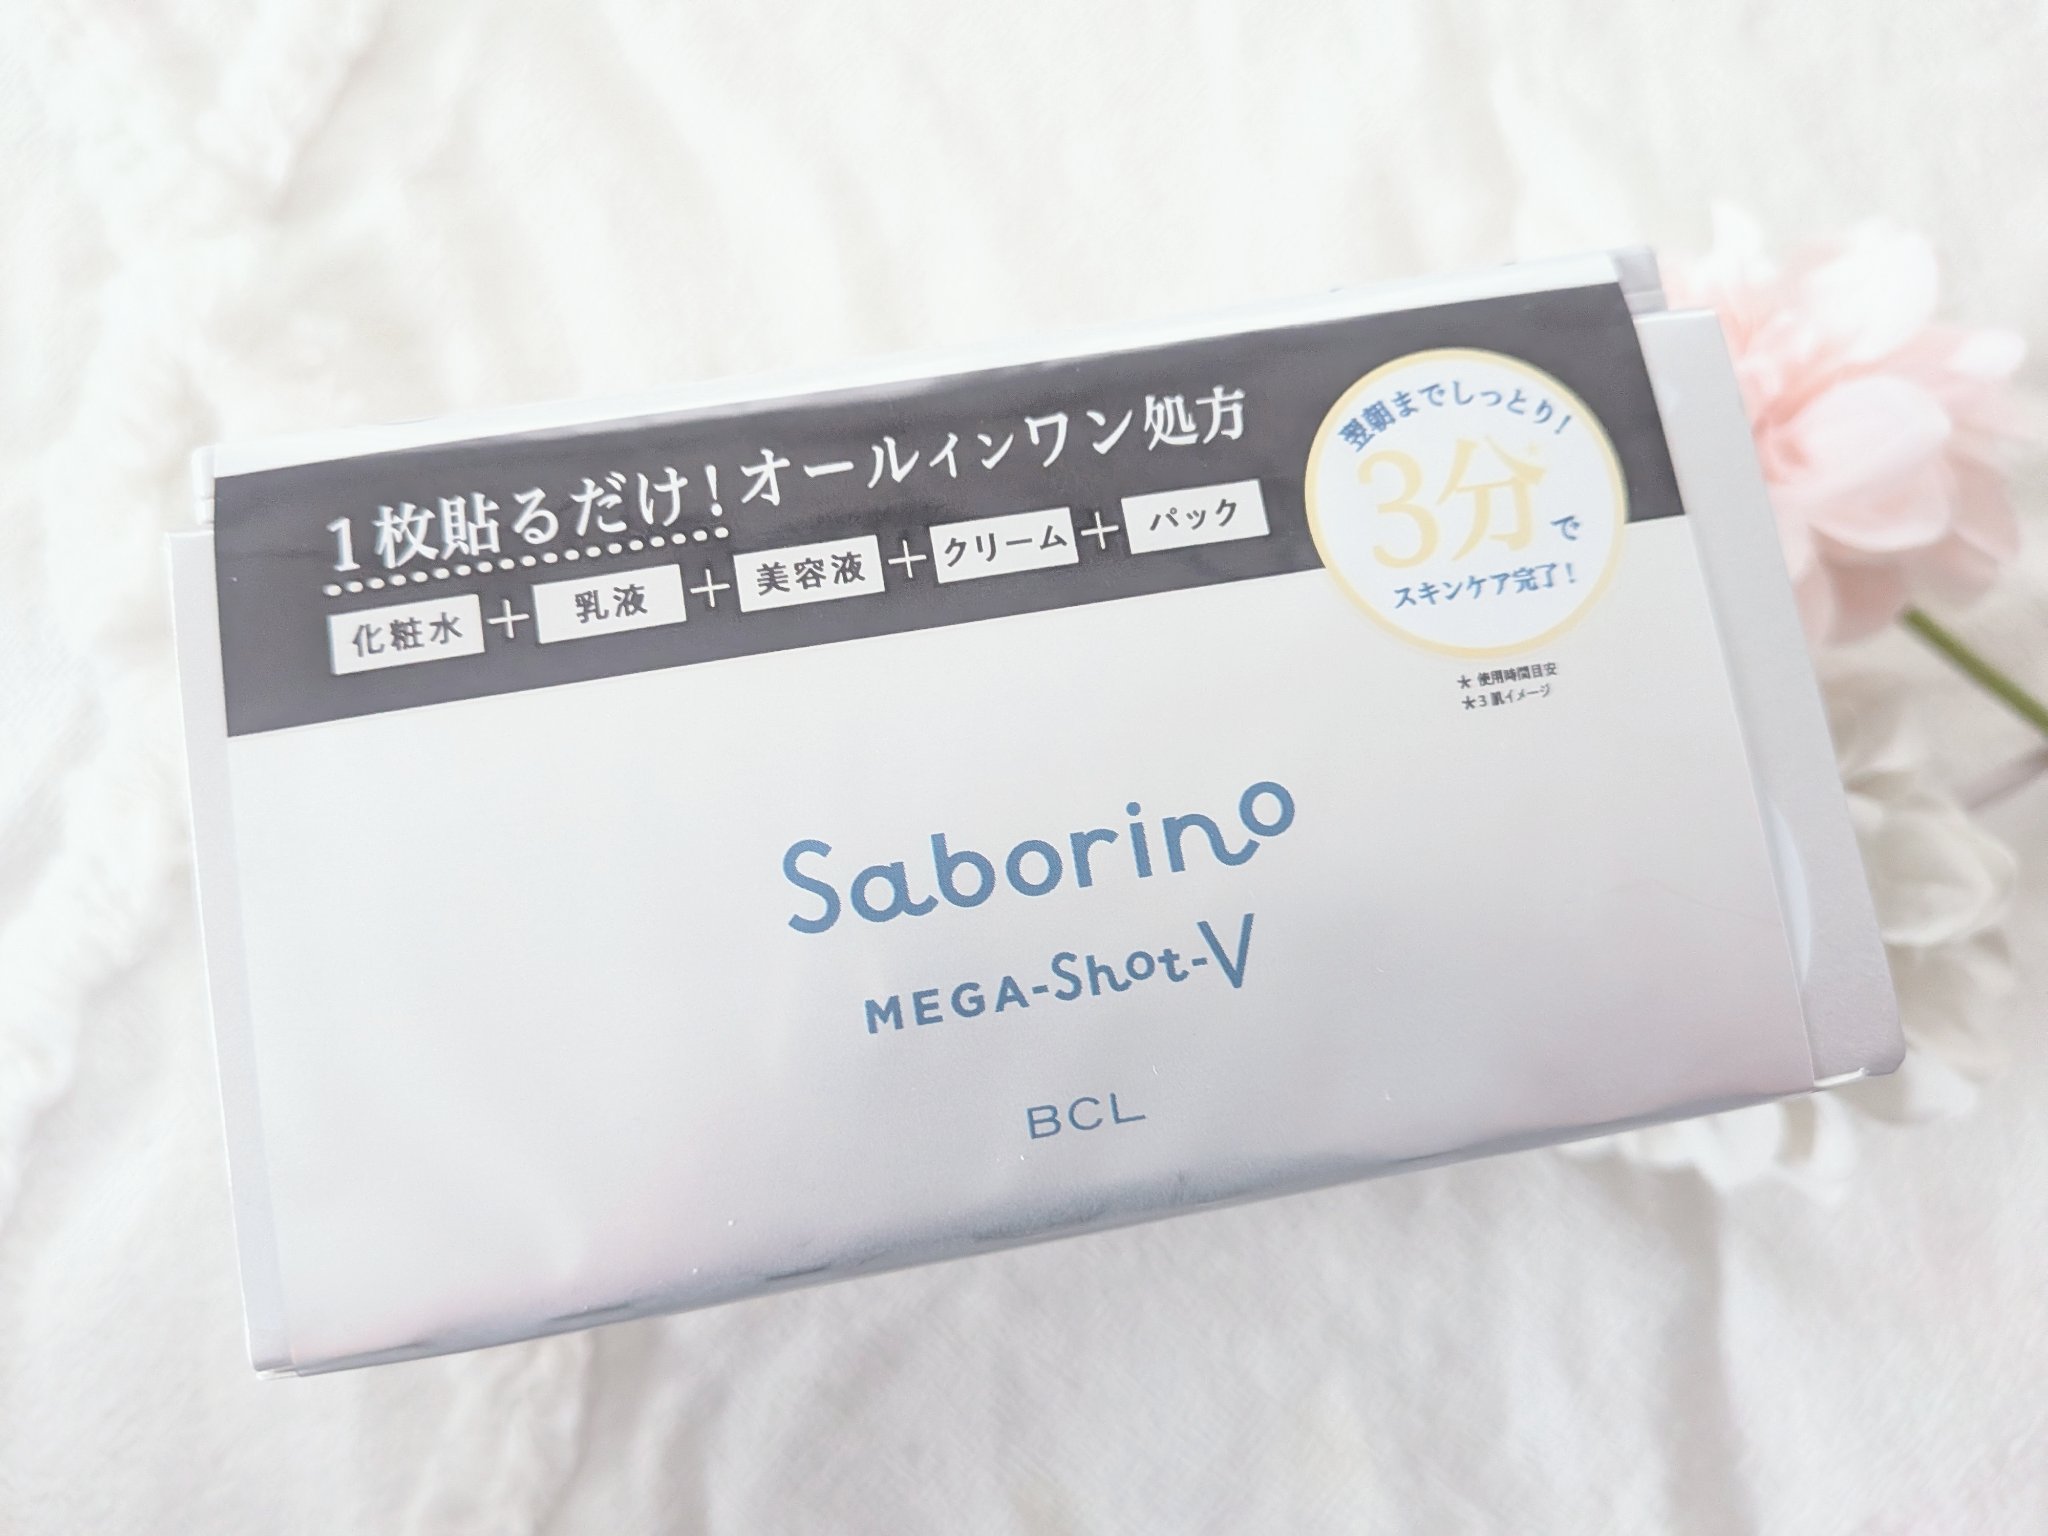 1枚貼るだけ!オールインワン処方
化粧水+乳液+美容液+クリーム+パック
翌朝までしっとり!
3分で
スキンケア完了!
★ 使用時間目安
★3 肌イメージ
Saborino
MEGA-Shot-V
BCL